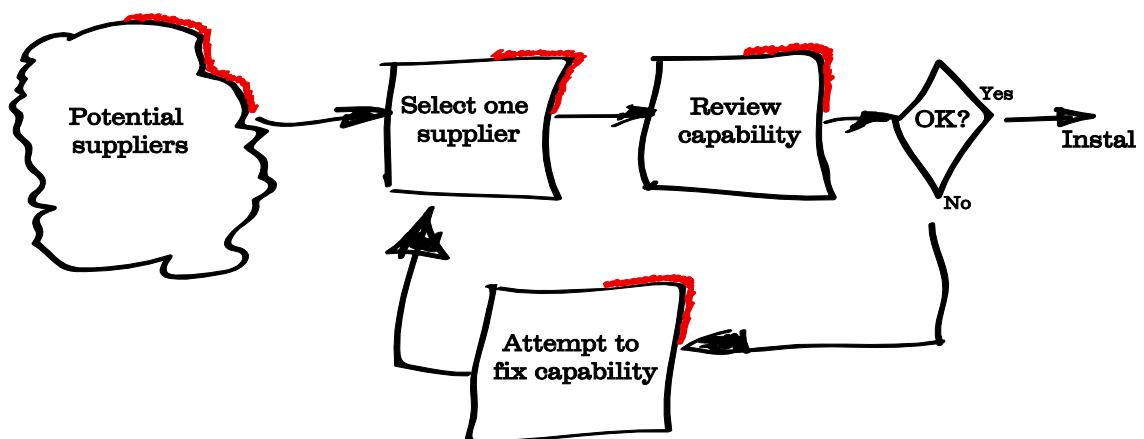 Potential
suppliers
Select one
supplier
Review
capability
OK?
Yes
Instal
No
Attempt to
fix capability